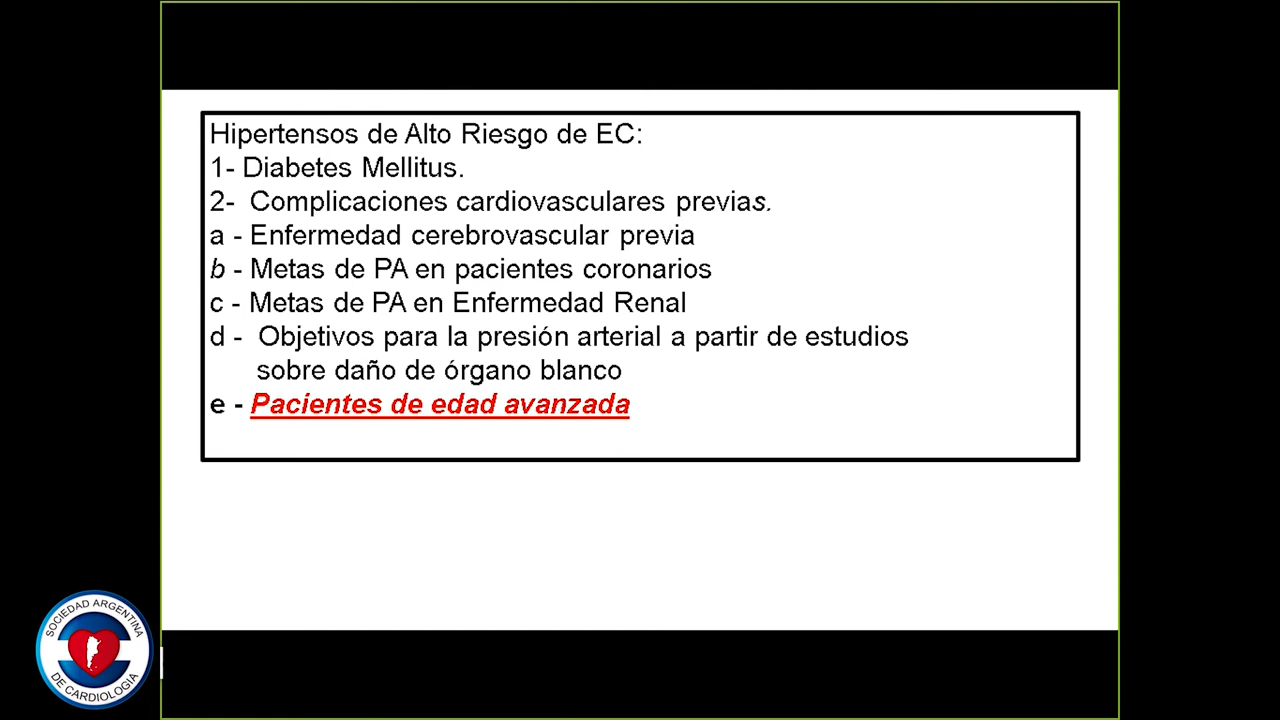 Hipertensos de Alto Riesgo de EC:
1- Diabetes Mellitus.
2- Complicaciones cardiovasculares previas.
a - Enfermedad cerebrovascular previa
b - Metas de PA en pacientes coronarios
c - Metas de PA en Enfermedad Renal
d - Objetivos para la presión arterial a partir de estudios
sobre daño de órgano blanco
e - Pacientes de edad avanzada
SOCIEDAD ARGENTINA
DE CARDIOLOGIA